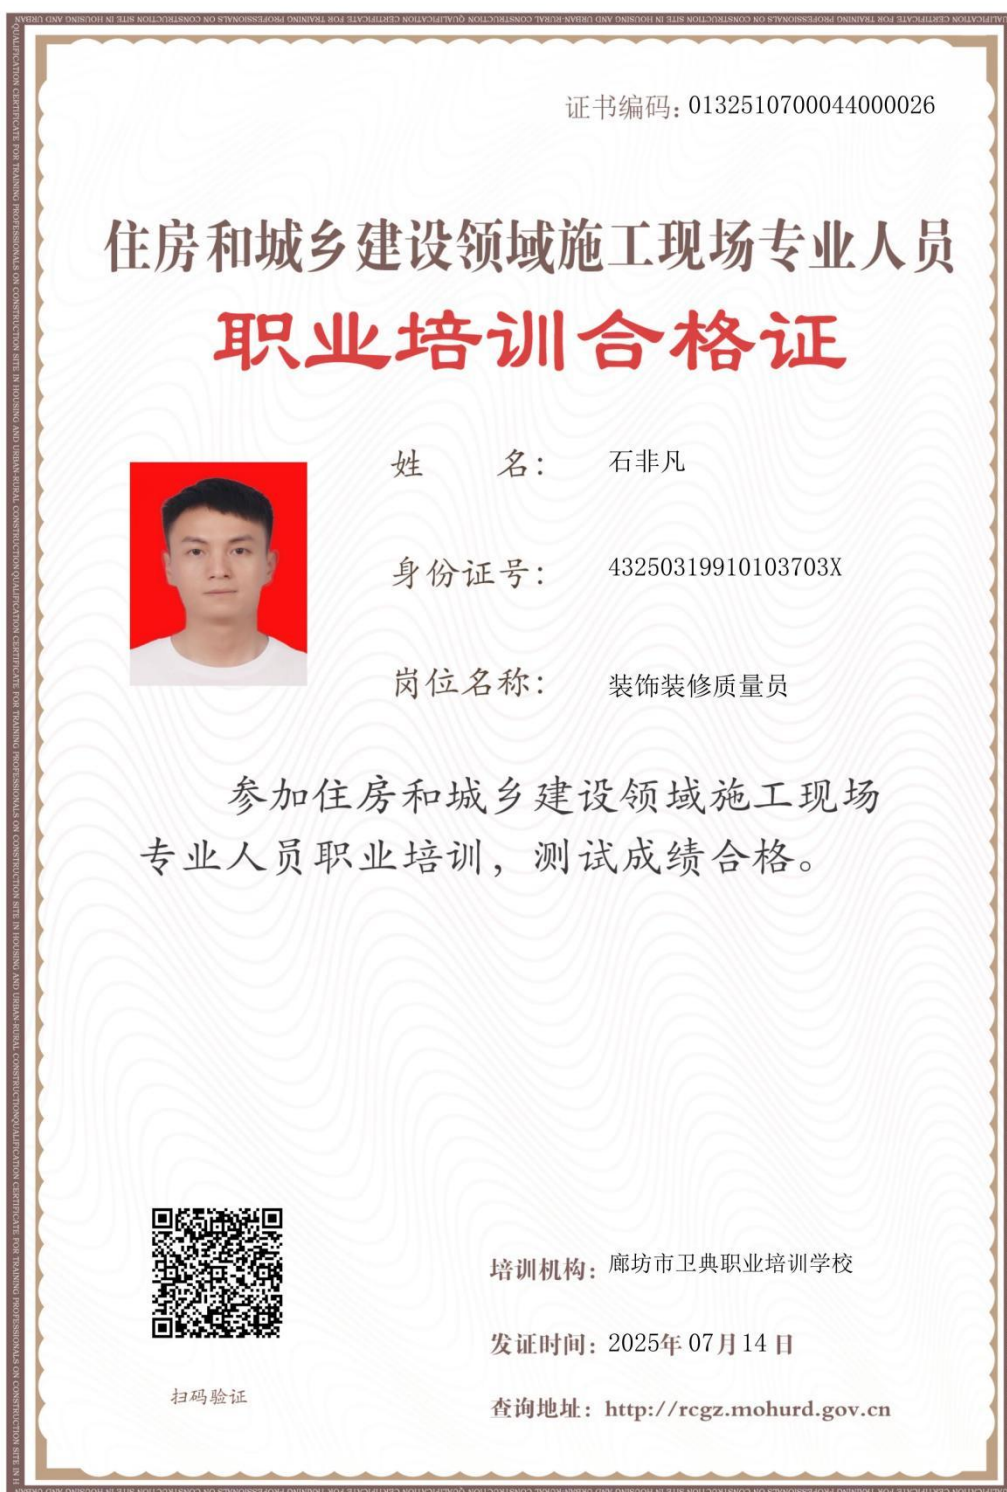 证书编码: 0132510700044000026
住房和城乡建设领域施工现场专业人员
职业培训合格证
姓 名: 石非凡
身份证号: 43250319910103703X
岗位名称: 装饰装修质量员
参加住房和城乡建设领域施工现场
专业人员职业培训，测试成绩合格。
培训机构: 廊坊市卫典职业培训学校
发证时间: 2025年07月14日
扫码验证
查询地址: http://rcgz.mohurd.gov.cn